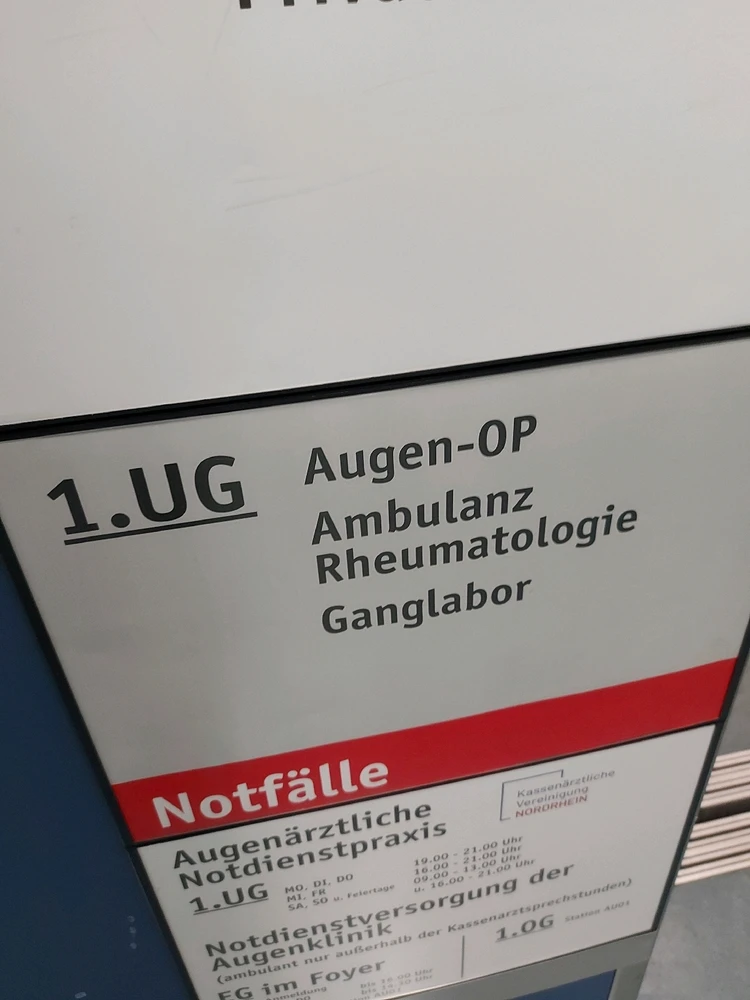 1.UG
Augen-OP
Ambulanz
Rheumatologie
Ganglabor
Notfälle
Kassenärztliche
Vereinigung
NORDRHEIN
Augenärztliche
Notdienstpraxis
1.UG
MO, DI, DO 19.00 - 21.00 Uhr
MI, FR 16.00 - 21.00 Uhr
SA, SO u. Feiertage 09.00 - 13.00 Uhr
u. 16.00 - 21.00 Uhr
Notdienstversorgung der
Augenklinik
(ambulant nur außerhalb der Kassenarztsprechstunden)
EG im Foyer
1.OG Station AU01